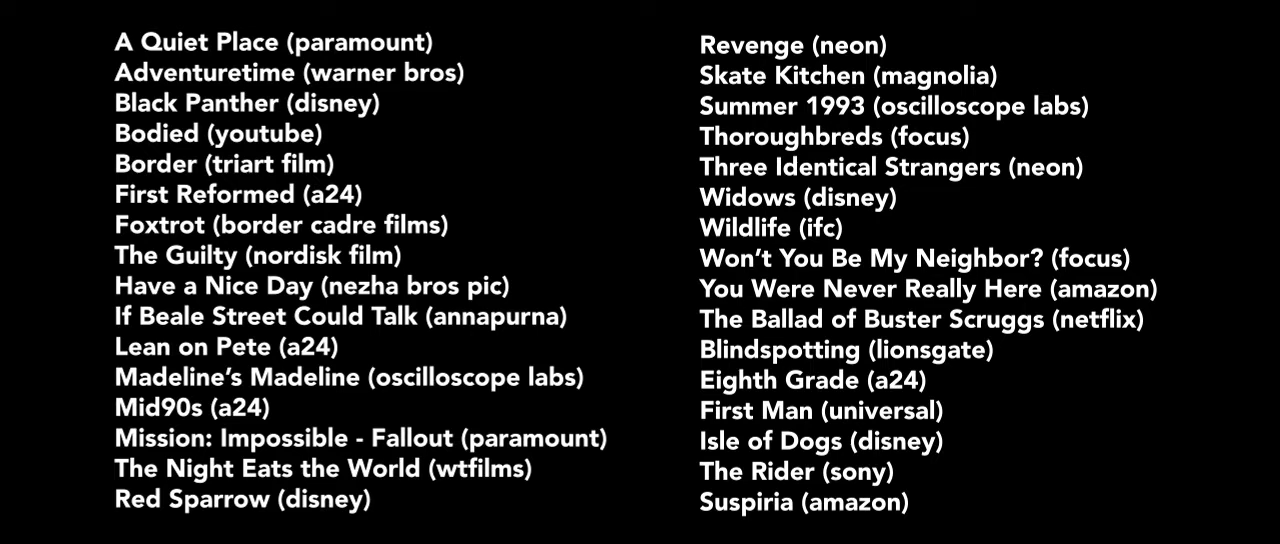 A Quiet Place (paramount)
Adventuretime (warner bros)
Black Panther (disney)
Bodied (youtube)
Border (triart film)
First Reformed (a24)
Foxtrot (border cadre films)
The Guilty (nordisk film)
Have a Nice Day (nezha bros pic)
If Beale Street Could Talk (annapurna)
Lean on Pete (a24)
Madeline’s Madeline (oscilloscope labs)
Mid90s (a24)
Mission: Impossible - Fallout (paramount)
The Night Eats the World (wtfilms)
Red Sparrow (disney)
Revenge (neon)
Skate Kitchen (magnolia)
Summer 1993 (oscilloscope labs)
Thoroughbreds (focus)
Three Identical Strangers (neon)
Widows (disney)
Wildlife (ifc)
Won’t You Be My Neighbor? (focus)
You Were Never Really Here (amazon)
The Ballad of Buster Scruggs (netflix)
Blindspotting (lionsgate)
Eighth Grade (a24)
First Man (universal)
Isle of Dogs (disney)
The Rider (sony)
Suspiria (amazon)